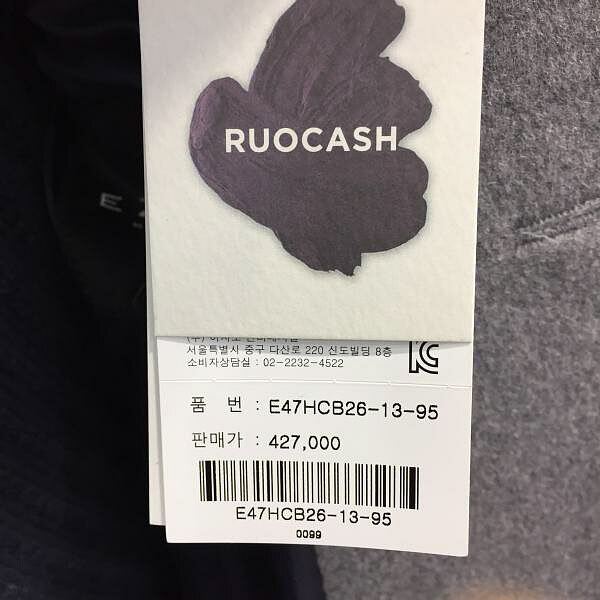 RUOCASH
서울특별시 중구 다산로 220 신도빌딩 8층
소비자상담실 : 02-2232-4522
품 번 : E47HCB26-13-95
판매가 : 427,000
E47HCB26-13-95
0099